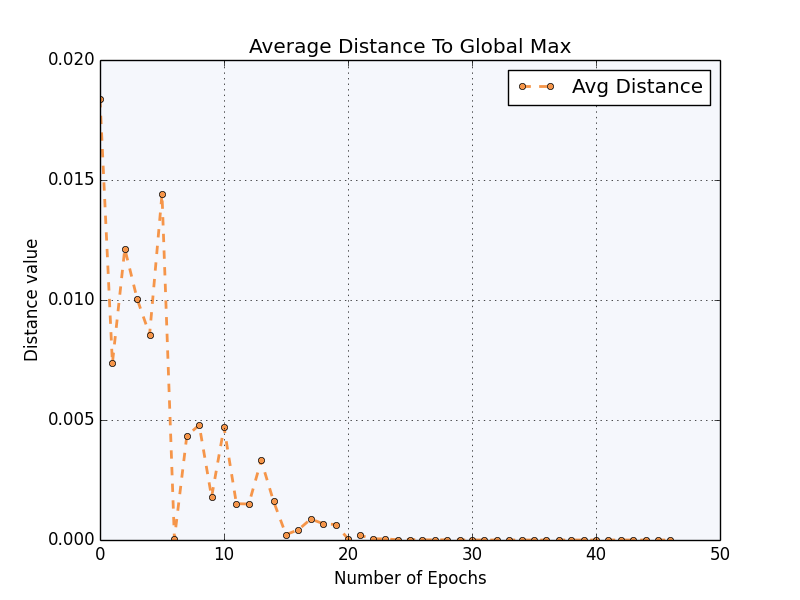 Average Distance To Global Max
Avg Distance
0.020
0.015
0.010
0.005
0.000
Distance value
0 10 20 30 40 50
Number of Epochs